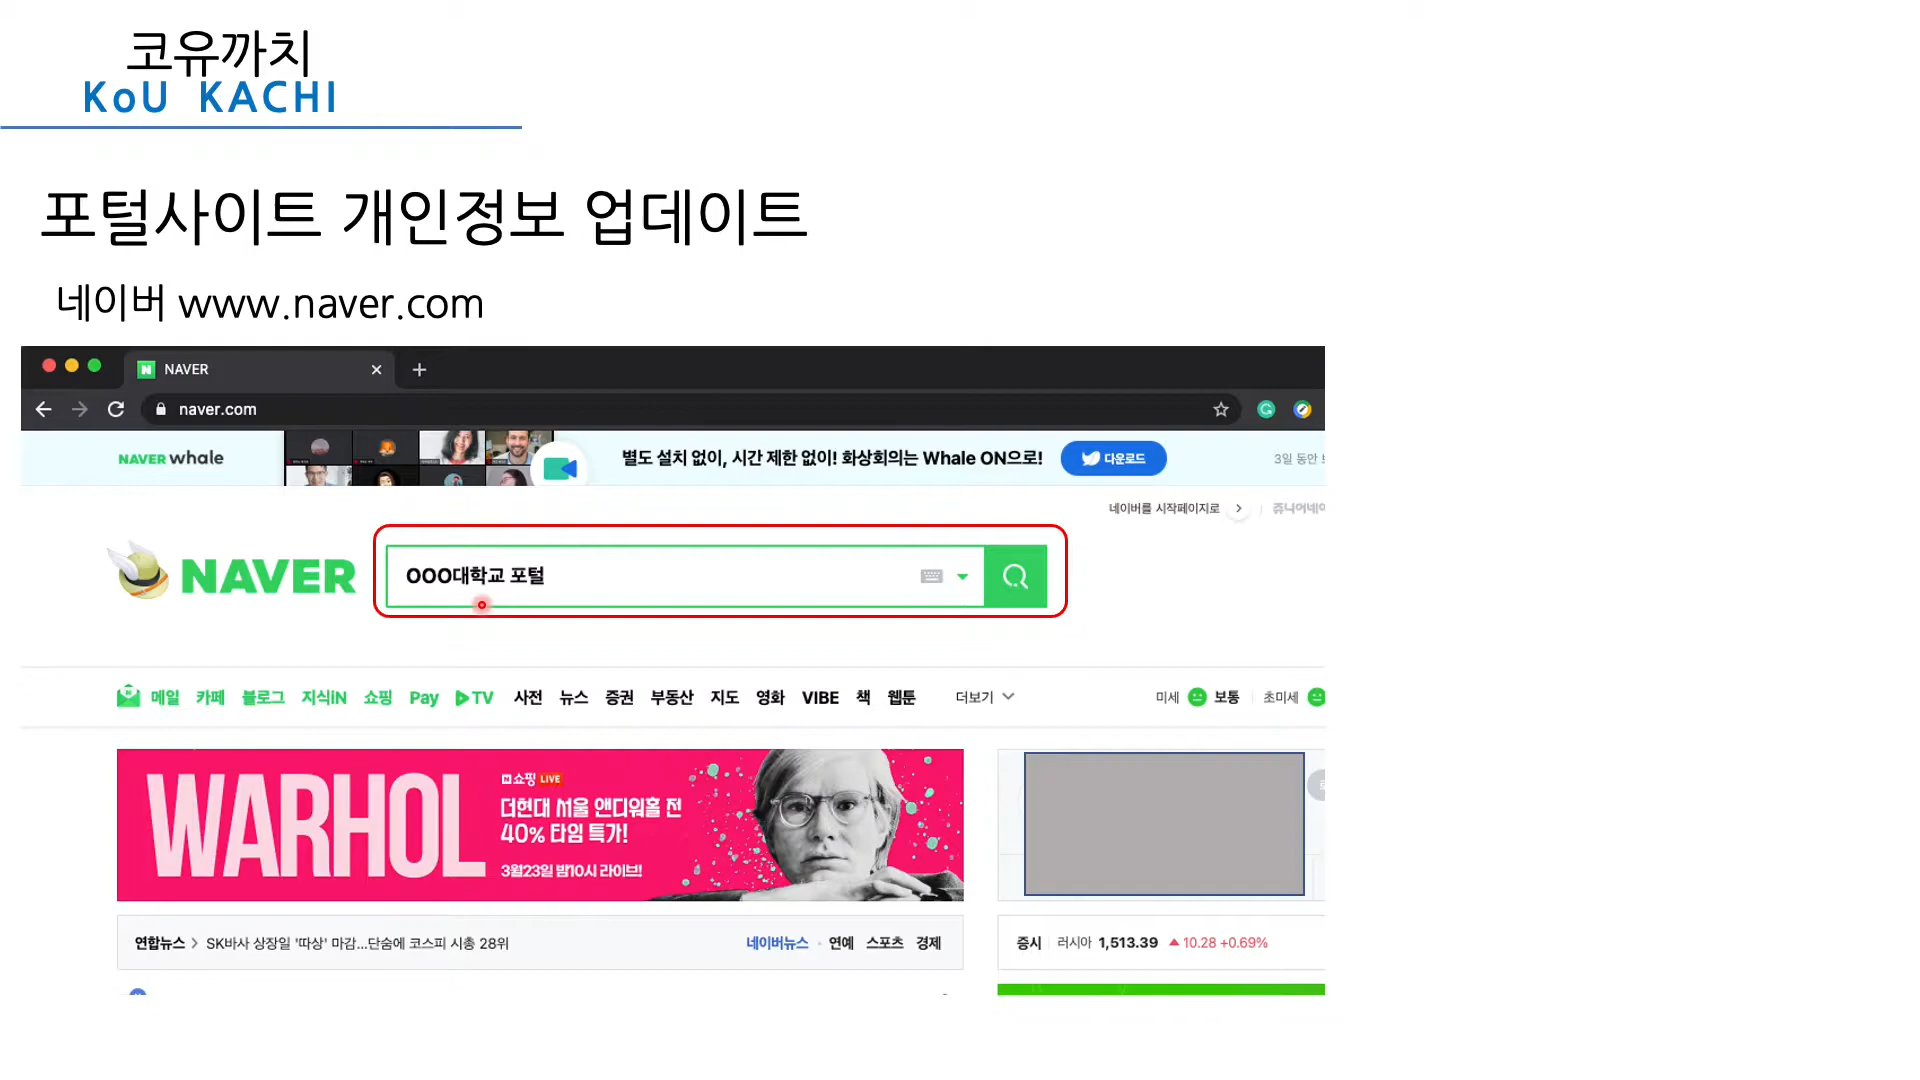 코유까치
KoU KACHI
포털사이트 개인정보 업데이트
네이버 www.naver.com
NAVER
naver.com
NAVER whale
별도 설치 없이, 시간 제한 없이! 화상회의는 Whale ON으로!
다운로드
3일 동안
네이버를 시작페이지로
쥬니어네이
NAVER
OOO대학교 포털
메일 카페 블로그 지식iN 쇼핑 Pay TV 사전 뉴스 증권 부동산 지도 영화 VIBE 책 웹툰 더보기
미세 보통 초미세
WARHOL
N쇼핑 LIVE
더현대 서울 앤디워홀 전
40% 타임 특가!
3월23일 밤10시 라이브!
연합뉴스 > SK바사 상장일 '따상' 마감...단숨에 코스피 시총 28위
네이버뉴스 연예 스포츠 경제
증시 러시아 1,513.39 ▲ 10.28 +0.69%